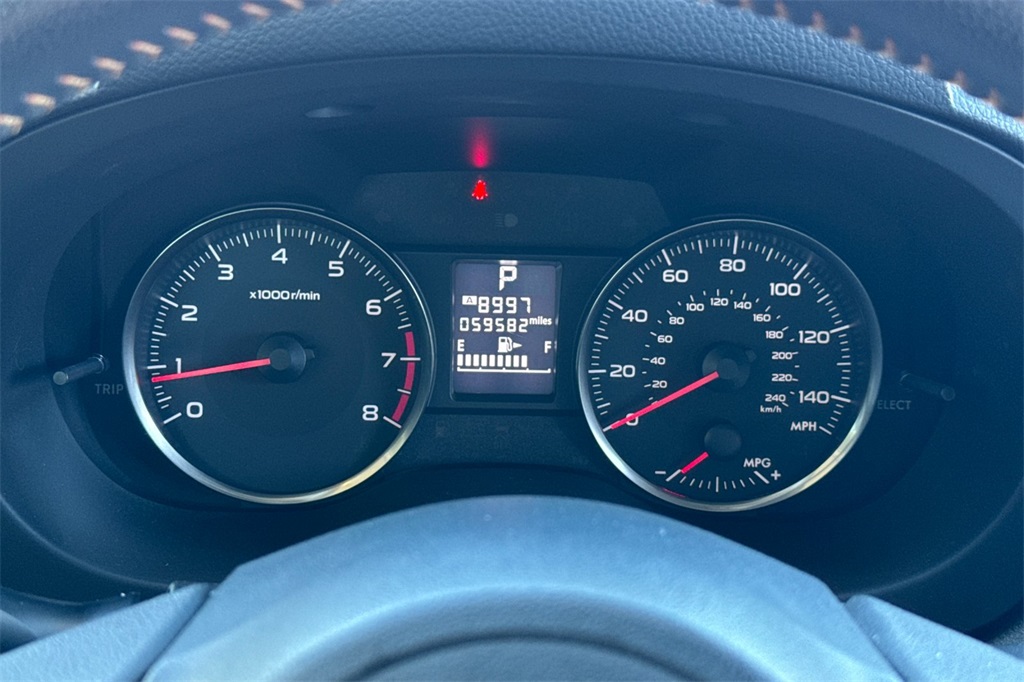 0 1 2 3 4 5 6 7 8
x1000r/min
TRIP
P
A 8997
059582 miles
E F
0 20 40 60 80 100 120 140
MPH
20 40 60 80 100 120 140 160 180 200 220 240
km/h
MPG
- +
SELECT